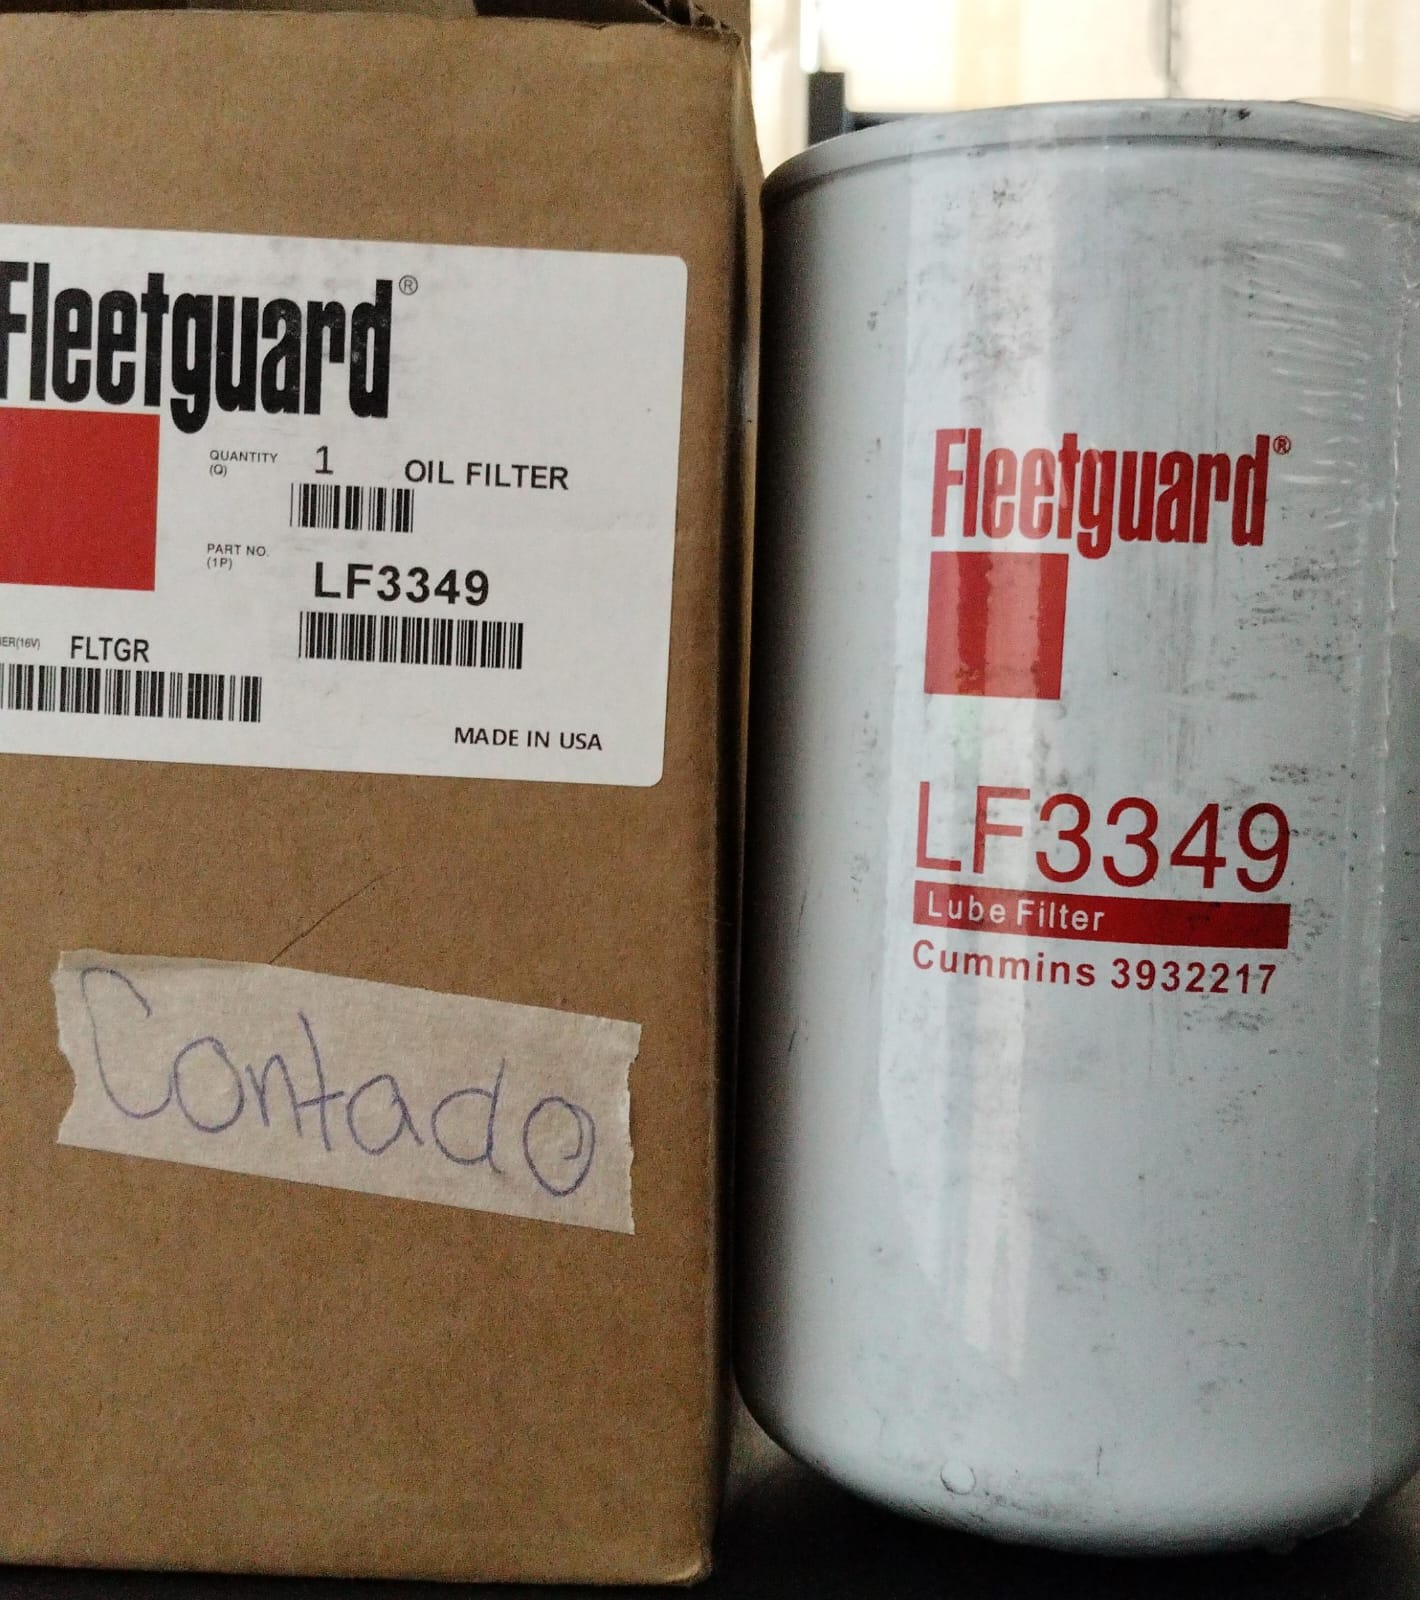 Fleetguard®
QUANTITY 1 OIL FILTER
(Q)
PART NO.
(1P)
LF3349
(16V) FLTGR
MADE IN USA
Contado
Fleetguard®
LF3349
Lube Filter
Cummins 3932217